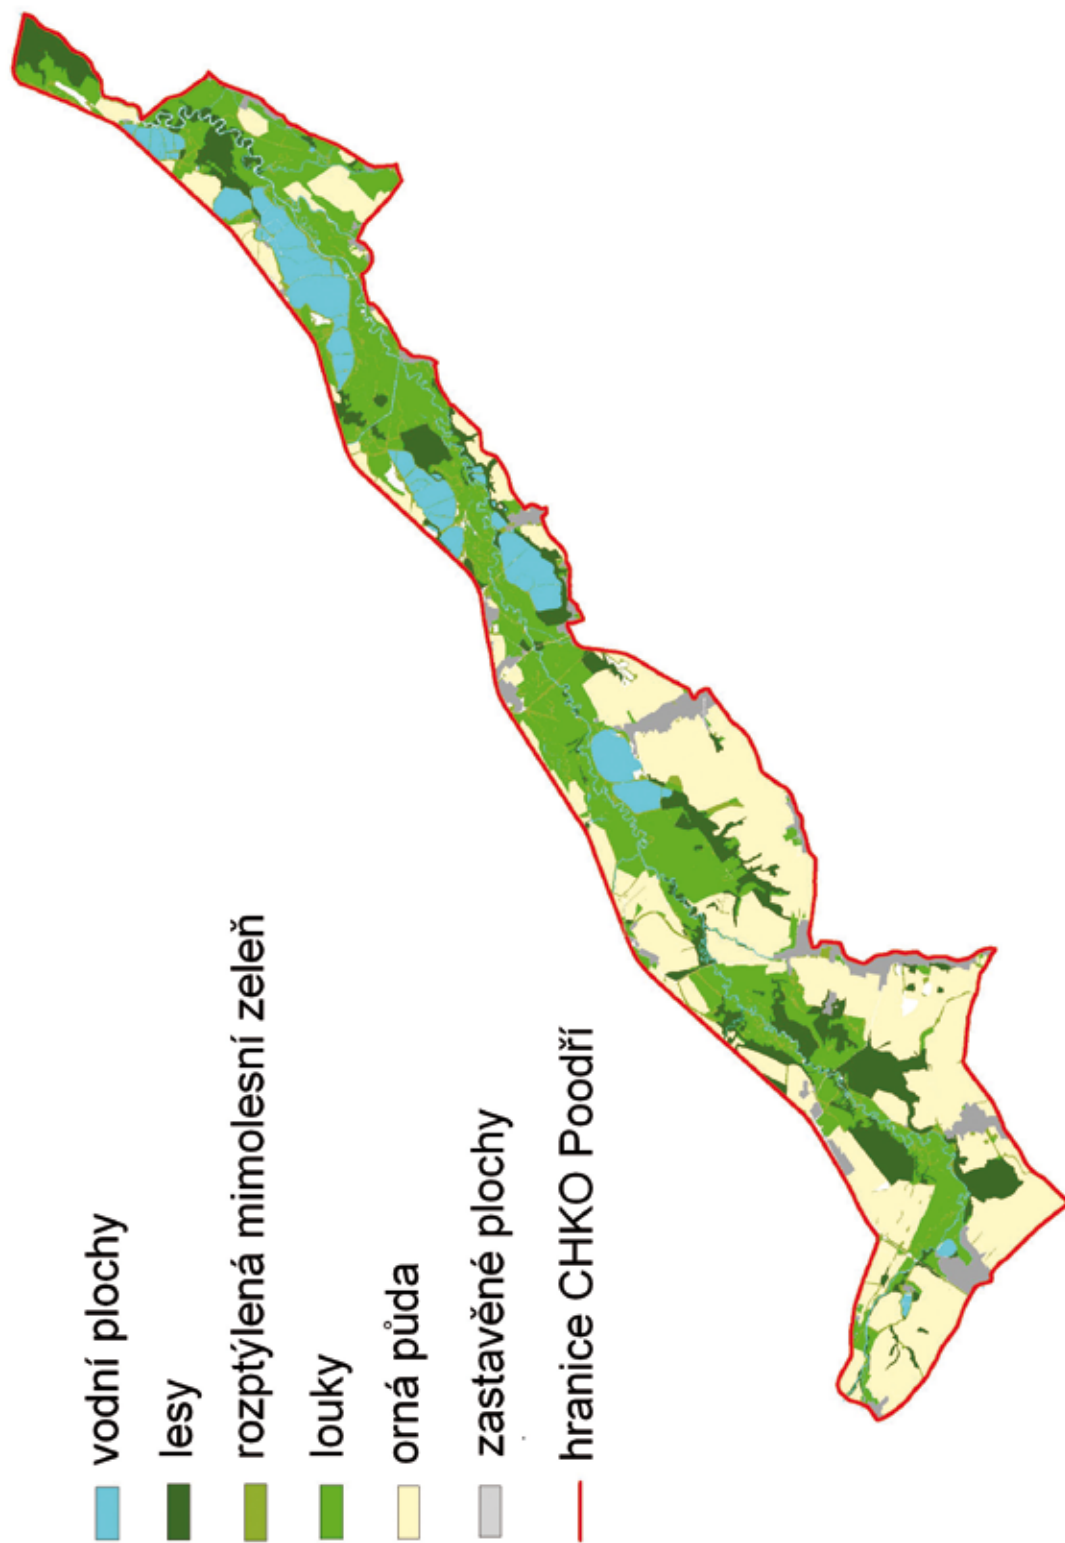 vodní plochy
lesy
rozptýlená mimolesní zeleň
louky
orná půda
zastavěné plochy
hranice CHKO Poodří